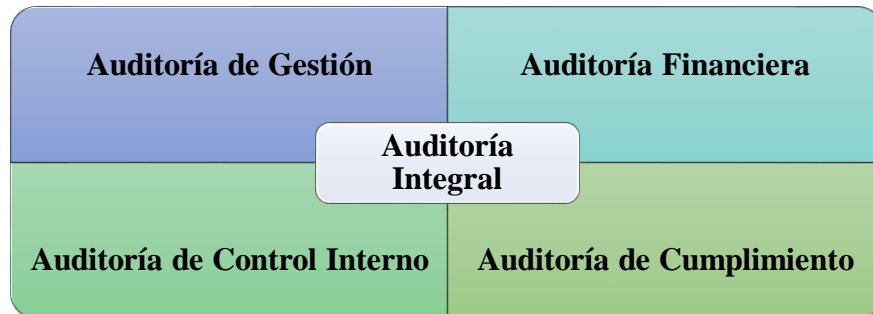 Auditoría de Gestión
Auditoría Financiera
Auditoría
Integral
Auditoría de Control Interno
Auditoría de Cumplimiento